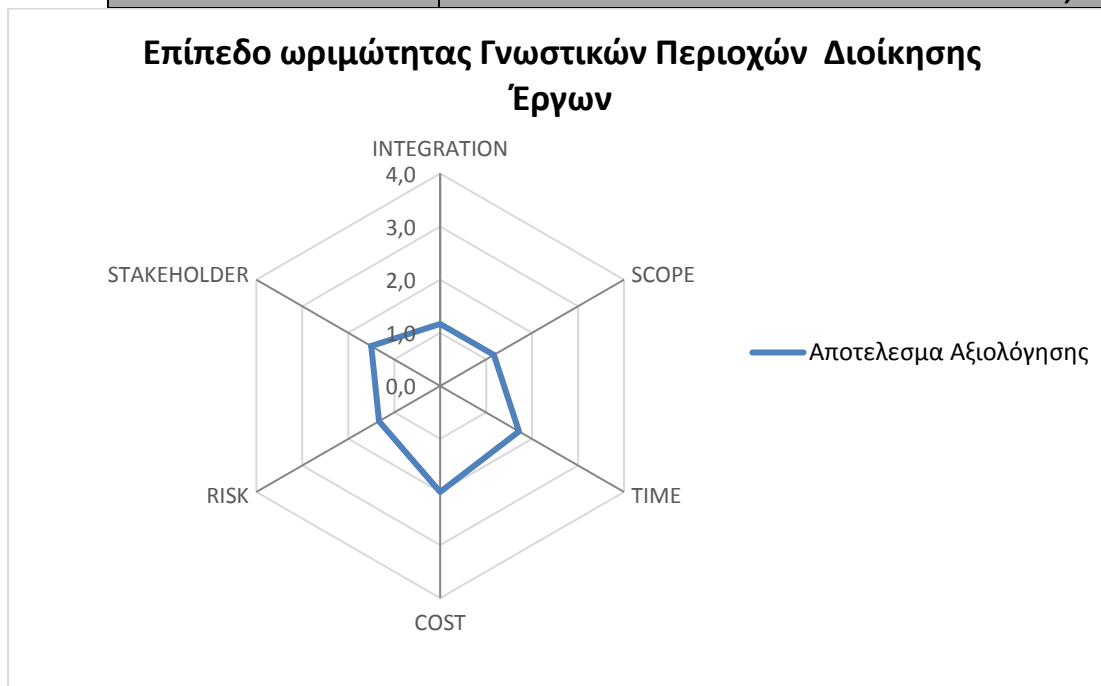 Επίπεδο ωριμώτητας Γνωστικών Περιοχών Διοίκησης
Έργων
INTEGRATION
4,0
3,0
STAKEHOLDER
2,0
SCOPE
1,0
Αποτελεσμα Αξιολόγησης
0,0
RISK
TIME
COST